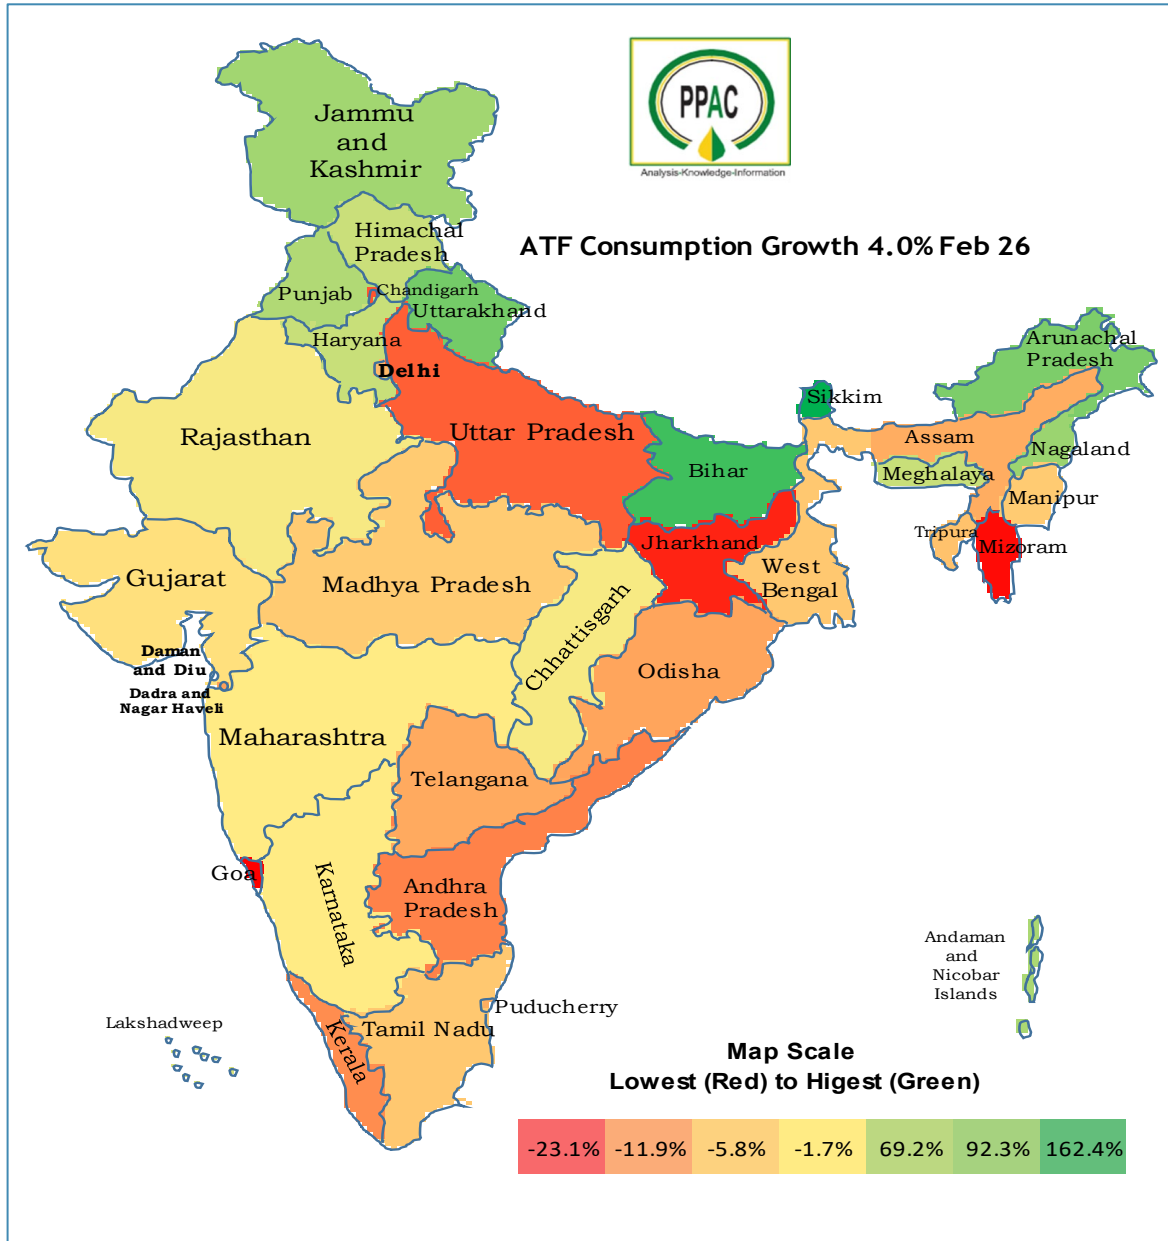 PPAC
Analysis-Knowledge-Information
Jammu
and
Kashmir
ATF Consumption Growth 4.0% Feb 26
Himachal
Pradesh
Punjab
Chandigarh
Uttarakhand
Haryana
Delhi
Arunachal
Pradesh
Sikkim
Rajasthan
Uttar Pradesh
Assam
Nagaland
Bihar
Meghalaya
Manipur
Tripura
Jharkhand
Mizoram
Gujarat
Madhya Pradesh
West
Bengal
Chhattisgarh
Daman
and Diu
Dadra and
Nagar Haveli
Odisha
Maharashtra
Telangana
Goa
Karnataka
Andhra
Pradesh
Andaman
and
Nicobar
Islands
Puducherry
Lakshadweep
Kerala
Tamil Nadu
Map Scale
Lowest (Red) to Higest (Green)
-23.1% -11.9% -5.8% -1.7% 69.2% 92.3% 162.4%